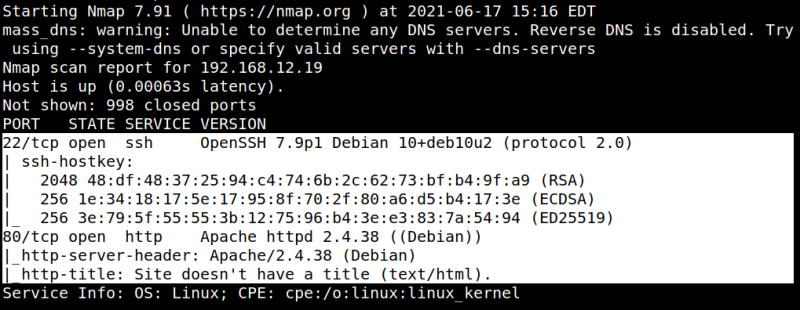 Starting Nmap 7.91 ( https://nmap.org ) at 2021-06-17 15:16 EDT
mass_dns: warning: Unable to determine any DNS servers. Reverse DNS is disabled. Try
 using --system-dns or specify valid servers with --dns-servers
Nmap scan report for 192.168.12.19
Host is up (0.00063s latency).
Not shown: 998 closed ports
PORT   STATE SERVICE VERSION
22/tcp open  ssh     OpenSSH 7.9p1 Debian 10+deb10u2 (protocol 2.0)
| ssh-hostkey:
|   2048 48:df:48:37:25:94:c4:74:6b:2c:62:73:bf:b4:9f:a9 (RSA)
|   256 1e:34:18:17:5e:17:95:8f:70:2f:80:a6:d5:b4:17:3e (ECDSA)
|_  256 3e:79:5f:55:55:3b:12:75:96:b4:3e:e3:83:7a:54:94 (ED25519)
80/tcp open  http    Apache httpd 2.4.38 ((Debian))
|_http-server-header: Apache/2.4.38 (Debian)
|_http-title: Site doesn't have a title (text/html).
Service Info: OS: Linux; CPE: cpe:/o:linux:linux_kernel